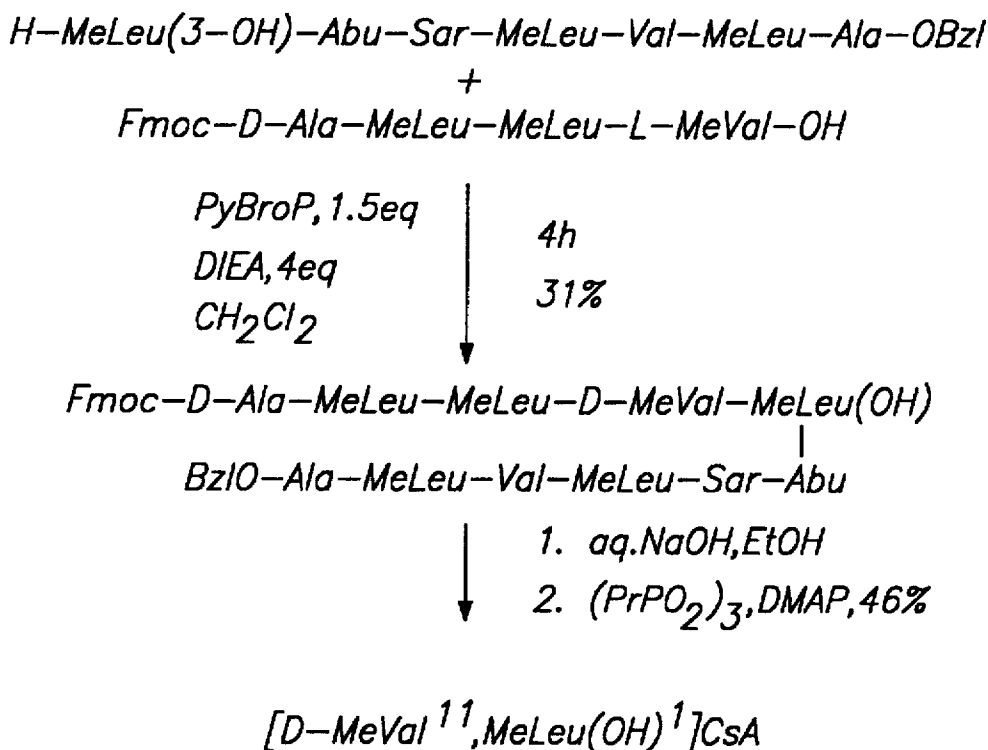 H-MeLeu(3-OH)-Abu-Sar-MeLeu-Val-MeLeu-Ala-OBzl
+
Fmoc-D-Ala-MeLeu-MeLeu-L-MeVal-OH
PyBroP, 1.5eq
DIEA, 4eq
CH2Cl2
4h
31%
Fmoc-D-Ala-MeLeu-MeLeu-D-MeVal-MeLeu(OH)
BzlO-Ala-MeLeu-Val-MeLeu-Sar-Abu
1. aq.NaOH,EtOH
2. (PrPO2)3,DMAP,46%
[D-MeVal 11,MeLeu(OH)1]CsA